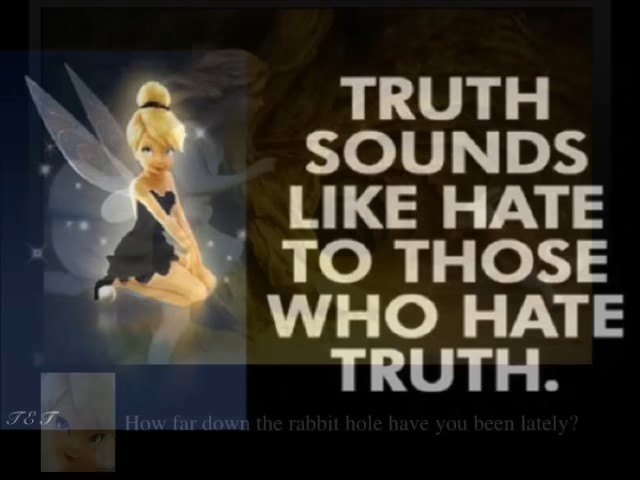 TRUTH
SOUNDS
LIKE HATE
TO THOSE
WHO HATE
TRUTH.
T E T
How far down the rabbit hole have you been lately?